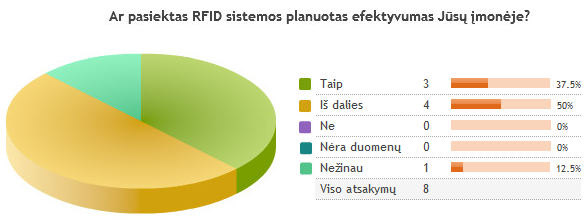 Ar pasiektas RFID sistemos planuotas efektyvumas Jūsų įmonėje?
Taip 3 37.5%
Iš dalies 4 50%
Ne 0 0%
Nėra duomenų 0 0%
Nežinau 1 12.5%
Viso atsakymų 8